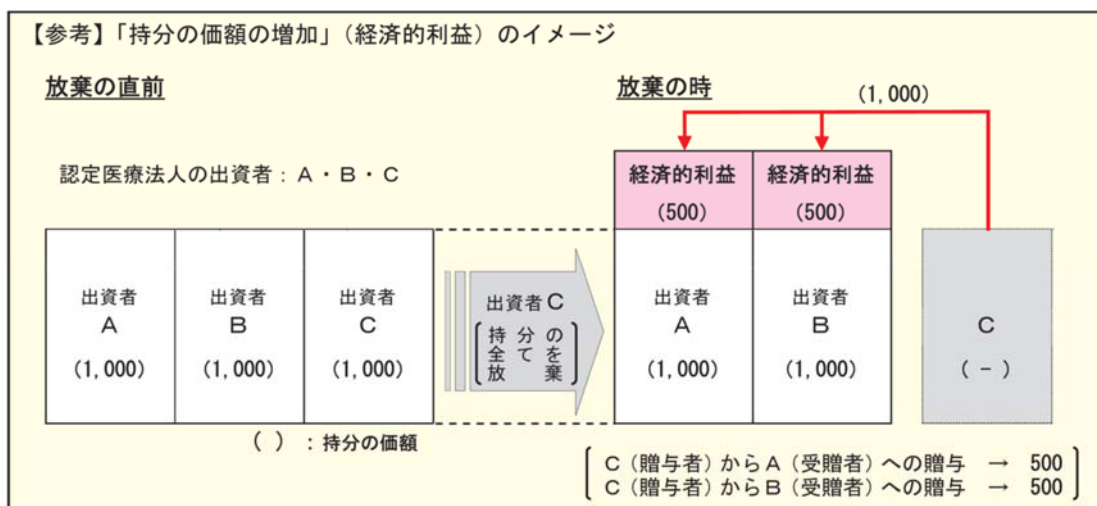 【参考】「持分の価額の増加」（経済的利益）のイメージ
放棄の直前
認定医療法人の出資者：Ａ・Ｂ・Ｃ
出資者
Ａ
(1,000)
出資者
Ｂ
(1,000)
出資者
Ｃ
(1,000)
（ ）：持分の価額
出資者Ｃ
持分の
全てを
放棄
放棄の時
(1,000)
経済的利益
(500)
経済的利益
(500)
出資者
Ａ
(1,000)
出資者
Ｂ
(1,000)
Ｃ
(－)
Ｃ（贈与者）からＡ（受贈者）への贈与 → 500
Ｃ（贈与者）からＢ（受贈者）への贈与 → 500